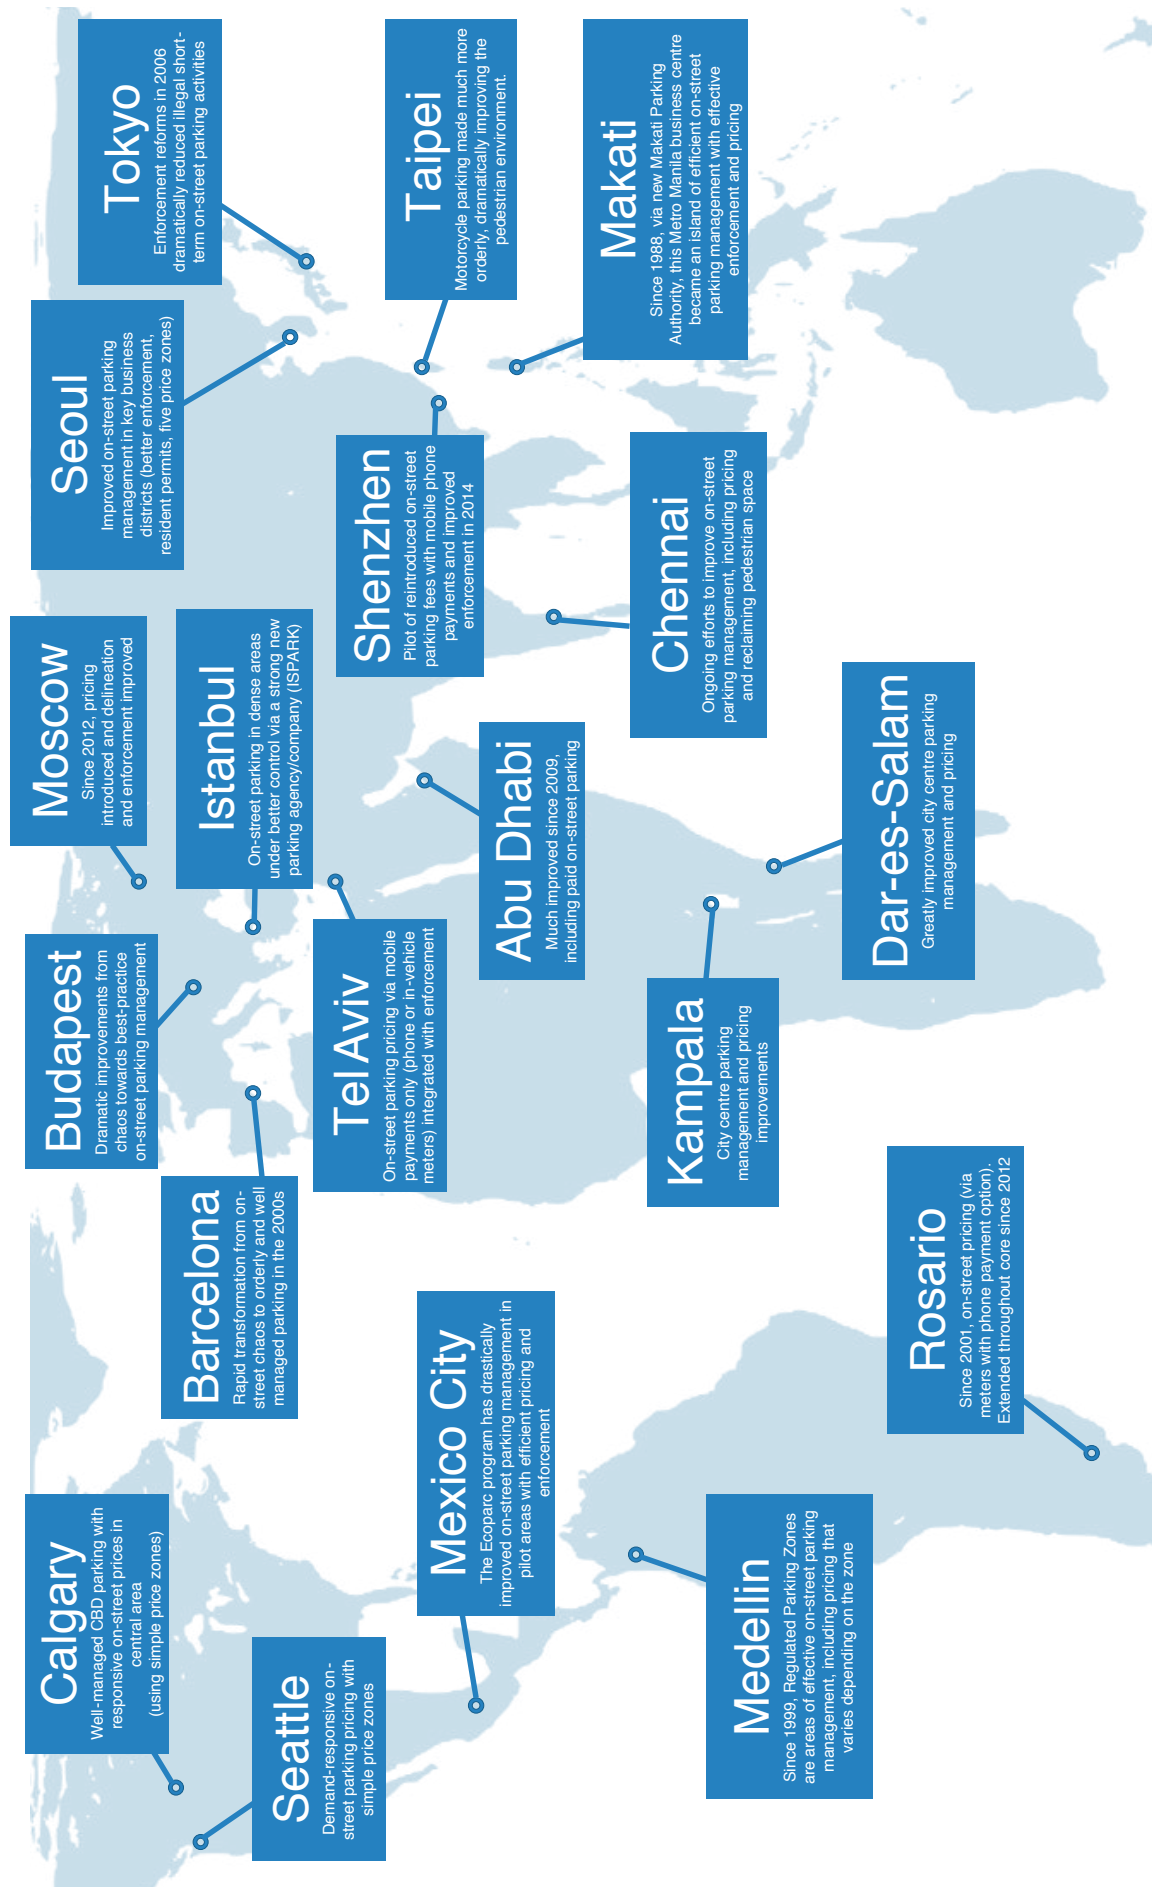 Calgary
Well-managed CBD parking with
responsive on-street prices in
central area
(using simple price zones)
Seattle
Demand-responsive on-
street parking pricing with
simple price zones
Mexico City
The Ecoparc program has drastically
improved on-street parking management in
pilot areas with efficient pricing and
enforcement
Medellin
Since 1999, Regulated Parking Zones
are areas of effective on-street parking
management, including pricing that
varies depending on the zone
Rosario
Since 2001, on-street pricing (via
meters with phone payment option).
Extended throughout core since 2012
Barcelona
Rapid transformation from on-
street chaos to orderly and well
managed parking in the 2000s
Budapest
Dramatic improvements from
chaos towards best-practice
on-street parking management
Moscow
Since 2012, pricing
introduced and delineation
and enforcement improved
Istanbul
On-street parking in dense areas
under better control via a strong new
parking agency/company (ISPARK)
Tel Aviv
On-street parking pricing via mobile
payments only (phone or in-vehicle
meters) integrated with enforcement
Abu Dhabi
Much improved since 2009,
including paid on-street parking
Kampala
City centre parking
management and pricing
improvements
Dar-es-Salam
Greatly improved city centre parking
management and pricing
Seoul
Improved on-street parking
management in key business
districts (better enforcement,
resident permits, five price zones)
Tokyo
Enforcement reforms in 2006
dramatically reduced illegal short-
term on-street parking activities
Shenzhen
Pilot of reintroduced on-street
parking fees with mobile phone
payments and improved
enforcement in 2014
Taipei
Motorcycle parking made much more
orderly, dramatically improving the
pedestrian environment.
Chennai
Ongoing efforts to improve on-street
parking management, including pricing
and reclaiming pedestrian space
Makati
Since 1988, via new Makati Parking
Authority, this Metro Manila business centre
became an island of efficient on-street
parking management with effective
enforcement and pricing